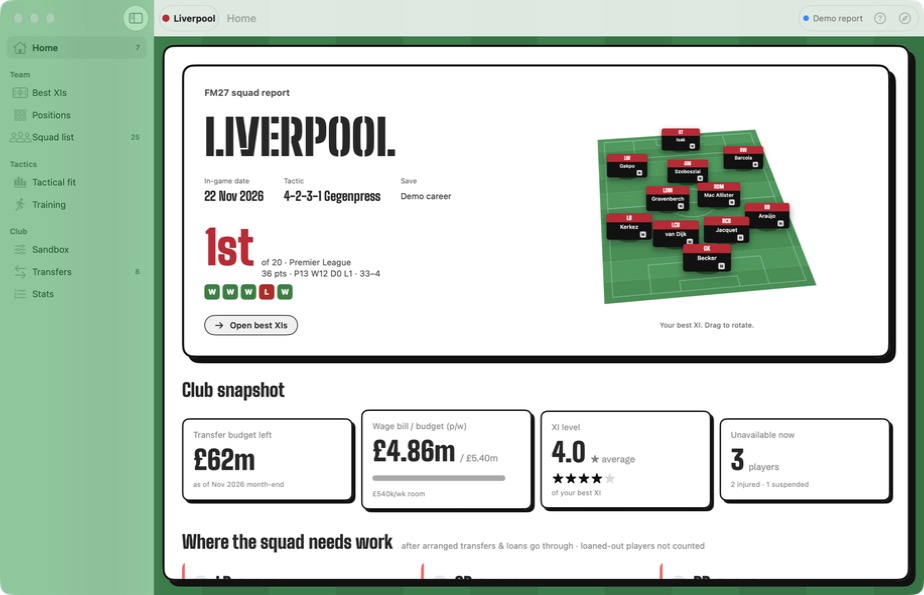 Liverpool
Home
Demo report
?
Home 7
Team
Best XIs
Positions
Squad list 25
Tactics
Tactical fit
Training
Club
Sandbox
Transfers 8
Stats
FM27 squad report
LIVERPOOL
In-game date
22 Nov 2026
Tactic
4-2-3-1 Gegenpress
Save
Demo career
1st
of 20 · Premier League
36 pts · P13 W12 D0 L1 · 33–4
W W W L W
→ Open best XIs
ST
Isak
LW
Gakpo
AM
Szoboszlai
RW
Barcola
LDM
Gravenberch
RDM
Mac Allister
LB
Kerkez
LCB
van Dijk
RCB
Jacquet
RB
Araújo
GK
Becker
Your best XI. Drag to rotate.
Club snapshot
Transfer budget left
£62m
as of Nov 2026 month-end
Wage bill / budget (p/w)
£4.86m / £5.40m
£540k/wk room
XI level
4.0 ★ average
★★★★★
of your best XI
Unavailable now
3 players
2 injured · 1 suspended
Where the squad needs work after arranged transfers & loans go through · loaned-out players not counted